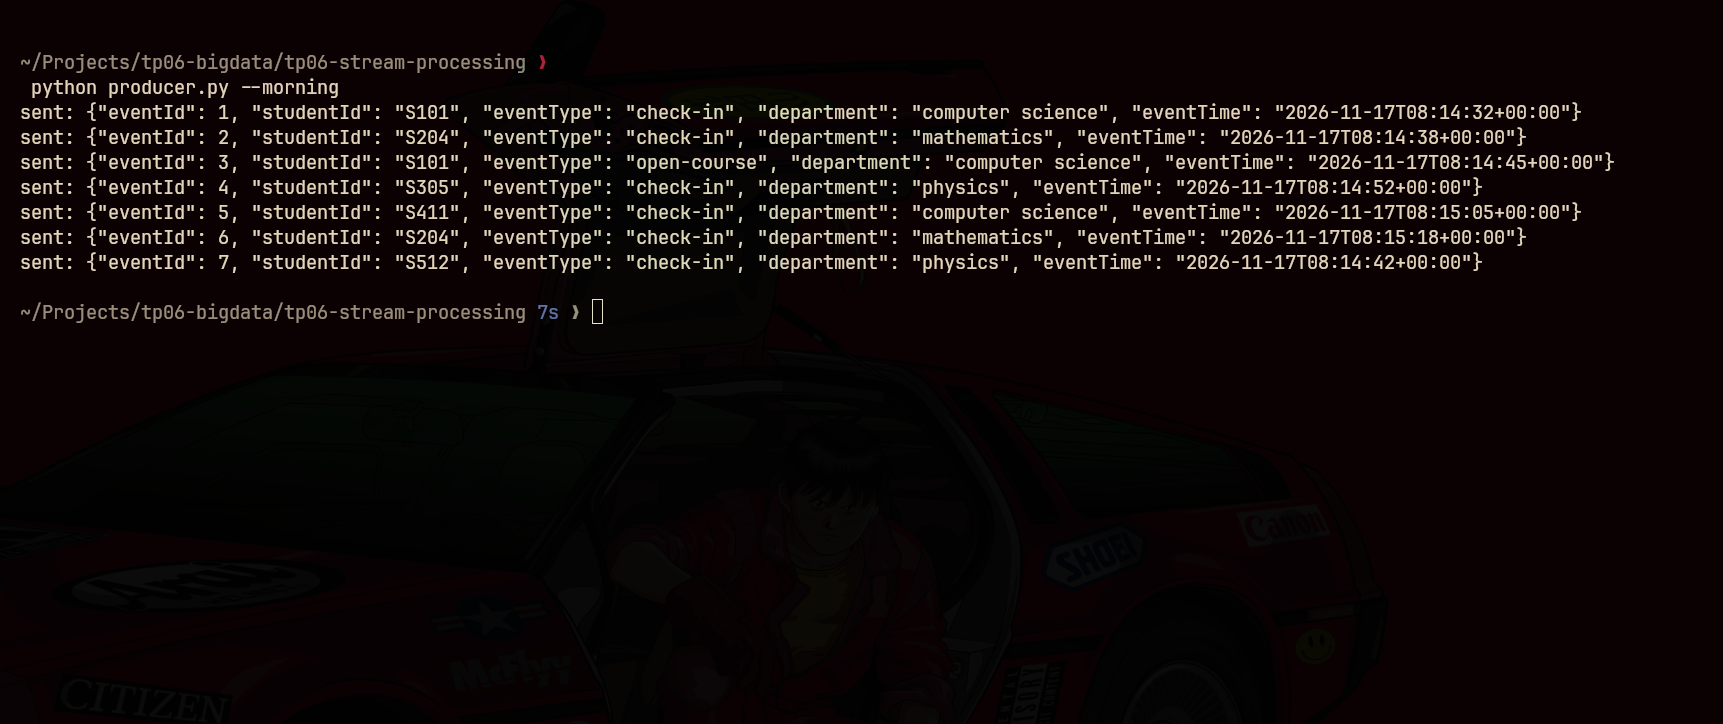 ~/Projects/tp06-bigdata/tp06-stream-processing ❯
python producer.py --morning
sent: {"eventId": 1, "studentId": "S101", "eventType": "check-in", "department": "computer science", "eventTime": "2026-11-17T08:14:32+00:00"}
sent: {"eventId": 2, "studentId": "S204", "eventType": "check-in", "department": "mathematics", "eventTime": "2026-11-17T08:14:38+00:00"}
sent: {"eventId": 3, "studentId": "S101", "eventType": "open-course", "department": "computer science", "eventTime": "2026-11-17T08:14:45+00:00"}
sent: {"eventId": 4, "studentId": "S305", "eventType": "check-in", "department": "physics", "eventTime": "2026-11-17T08:14:52+00:00"}
sent: {"eventId": 5, "studentId": "S411", "eventType": "check-in", "department": "computer science", "eventTime": "2026-11-17T08:15:05+00:00"}
sent: {"eventId": 6, "studentId": "S204", "eventType": "check-in", "department": "mathematics", "eventTime": "2026-11-17T08:15:18+00:00"}
sent: {"eventId": 7, "studentId": "S512", "eventType": "check-in", "department": "physics", "eventTime": "2026-11-17T08:14:42+00:00"}
~/Projects/tp06-bigdata/tp06-stream-processing 7s ❯
Canon
SHOEI
McFlyy
CITIZEN